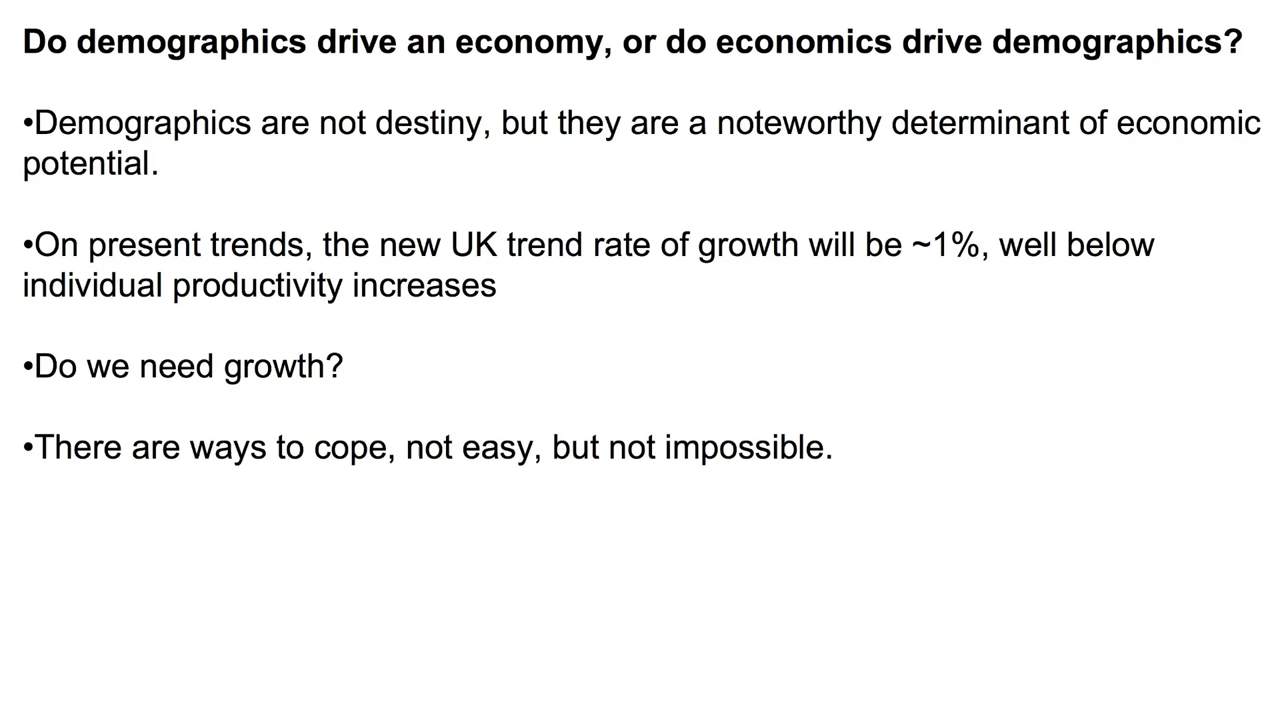 Do demographics drive an economy, or do economics drive demographics?
•Demographics are not destiny, but they are a noteworthy determinant of economic
potential.
•On present trends, the new UK trend rate of growth will be ~1%, well below
individual productivity increases
•Do we need growth?
•There are ways to cope, not easy, but not impossible.